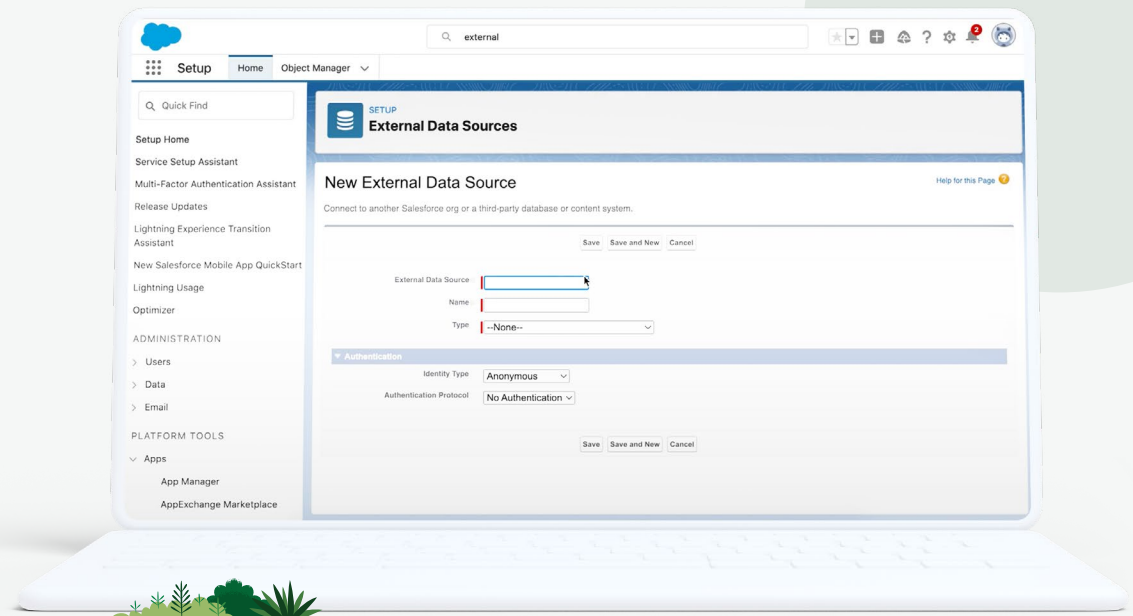 external
2
Setup
Home
Object Manager
Quick Find
Setup Home
Service Setup Assistant
Multi-Factor Authentication Assistant
Release Updates
Lightning Experience Transition
Assistant
New Salesforce Mobile App QuickStart
Lightning Usage
Optimizer
ADMINISTRATION
Users
Data
Email
PLATFORM TOOLS
Apps
App Manager
AppExchange Marketplace
SETUP
External Data Sources
New External Data Source
Help for this Page ?
Connect to another Salesforce org or a third-party database or content system.
Save Save and New Cancel
External Data Source
Name
Type --None--
Authentication
Identity Type Anonymous
Authentication Protocol No Authentication
Save Save and New Cancel